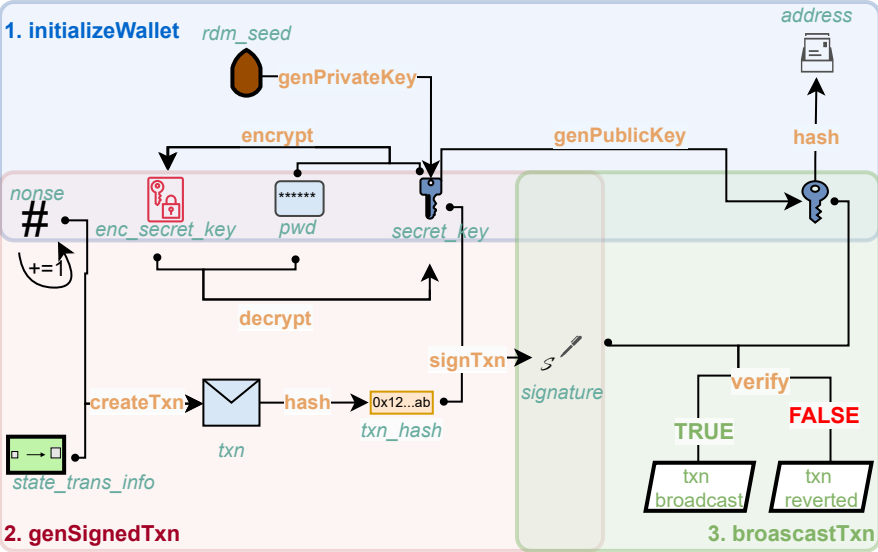 1. initializeWallet
rdm_seed
address
genPrivateKey
encrypt
genPublicKey
hash
nonse
#
******
enc_secret_key
pwd
secret_key
+=1
decrypt
signTxn
signature
createTxn
hash
0x12...ab
txn
txn_hash
state_trans_info
verify
TRUE
FALSE
txn
broadcast
txn
reverted
2. genSignedTxn
3. broascastTxn